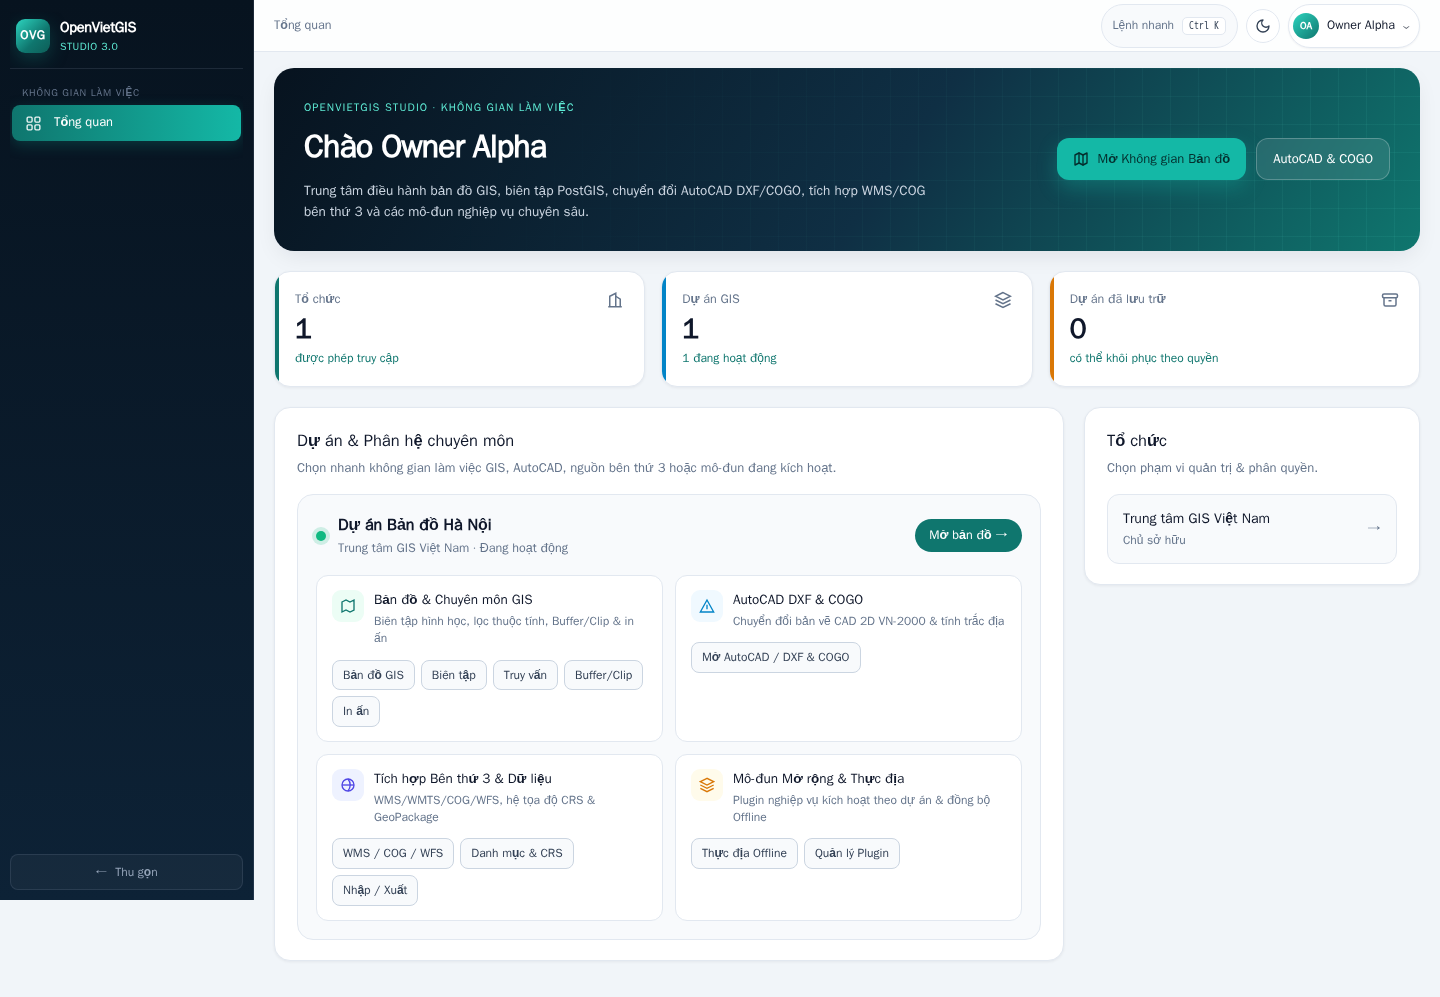 OVG
OpenVietGIS
STUDIO 3.0
KHÔNG GIAN LÀM VIỆC
Tổng quan
← Thu gọn
Tổng quan
Lệnh nhanh Ctrl K
OA Owner Alpha
OPENVIETGIS STUDIO · KHÔNG GIAN LÀM VIỆC
Chào Owner Alpha
Trung tâm điều hành bản đồ GIS, biên tập PostGIS, chuyển đổi AutoCAD DXF/COGO, tích hợp WMS/COG
bên thứ 3 và các mô-đun nghiệp vụ chuyên sâu.
Mở Không gian Bản đồ
AutoCAD & COGO
Tổ chức
1
được phép truy cập
Dự án GIS
1
1 đang hoạt động
Dự án đã lưu trữ
0
có thể khôi phục theo quyền
Dự án & Phân hệ chuyên môn
Chọn nhanh không gian làm việc GIS, AutoCAD, nguồn bên thứ 3 hoặc mô-đun đang kích hoạt.
Dự án Bản đồ Hà Nội
Trung tâm GIS Việt Nam · Đang hoạt động
Mở bản đồ →
Bản đồ & Chuyên môn GIS
Biên tập hình học, lọc thuộc tính, Buffer/Clip & in
ấn
Bản đồ GIS
Biên tập
Truy vấn
Buffer/Clip
In ấn
AutoCAD DXF & COGO
Chuyển đổi bản vẽ CAD 2D VN-2000 & tính trắc địa
Mở AutoCAD / DXF & COGO
Tích hợp Bên thứ 3 & Dữ liệu
WMS/WMTS/COG/WFS, hệ tọa độ CRS &
GeoPackage
WMS / COG / WFS
Danh mục & CRS
Nhập / Xuất
Mô-đun Mở rộng & Thực địa
Plugin nghiệp vụ kích hoạt theo dự án & đồng bộ
Offline
Thực địa Offline
Quản lý Plugin
Tổ chức
Chọn phạm vi quản trị & phân quyền.
Trung tâm GIS Việt Nam
Chủ sở hữu
→